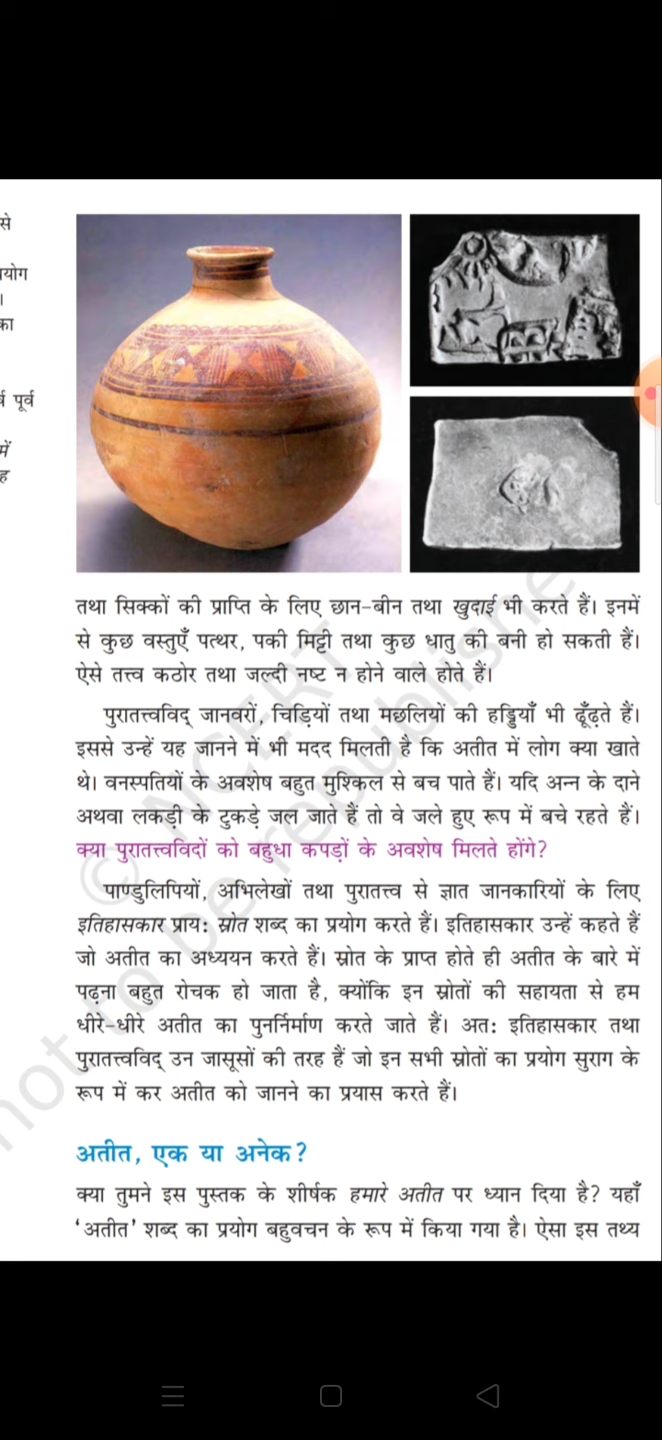 से
योग
।
का
र्ष पूर्व
में
ह
तथा सिक्कों की प्राप्ति के लिए छान-बीन तथा खुदाई भी करते हैं। इनमें
से कुछ वस्तुएँ पत्थर, पकी मिट्टी तथा कुछ धातु की बनी हो सकती हैं।
ऐसे तत्त्व कठोर तथा जल्दी नष्ट न होने वाले होते हैं।
पुरातत्त्वविद् जानवरों, चिड़ियों तथा मछलियों की हड्डियाँ भी ढूँढ़ते हैं।
इससे उन्हें यह जानने में भी मदद मिलती है कि अतीत में लोग क्या खाते
थे। वनस्पतियों के अवशेष बहुत मुश्किल से बच पाते हैं। यदि अन्न के दाने
अथवा लकड़ी के टुकड़े जल जाते हैं तो वे जले हुए रूप में बचे रहते हैं।
क्या पुरातत्त्वविदों को बहुधा कपड़ों के अवशेष मिलते होंगे?
पाण्डुलिपियों, अभिलेखों तथा पुरातत्त्व से ज्ञात जानकारियों के लिए
इतिहासकार प्राय: स्रोत शब्द का प्रयोग करते हैं। इतिहासकार उन्हें कहते हैं
जो अतीत का अध्ययन करते हैं। स्रोत के प्राप्त होते ही अतीत के बारे में
पढ़ना बहुत रोचक हो जाता है, क्योंकि इन स्रोतों की सहायता से हम
धीरे-धीरे अतीत का पुनर्निर्माण करते जाते हैं। अत: इतिहासकार तथा
पुरातत्त्वविद् उन जासूसों की तरह हैं जो इन सभी स्रोतों का प्रयोग सुराग के
रूप में कर अतीत को जानने का प्रयास करते हैं।
अतीत, एक या अनेक?
क्या तुमने इस पुस्तक के शीर्षक हमारे अतीत पर ध्यान दिया है? यहाँ
‘अतीत’ शब्द का प्रयोग बहुवचन के रूप में किया गया है। ऐसा इस तथ्य
© NCERT
not to be republishe